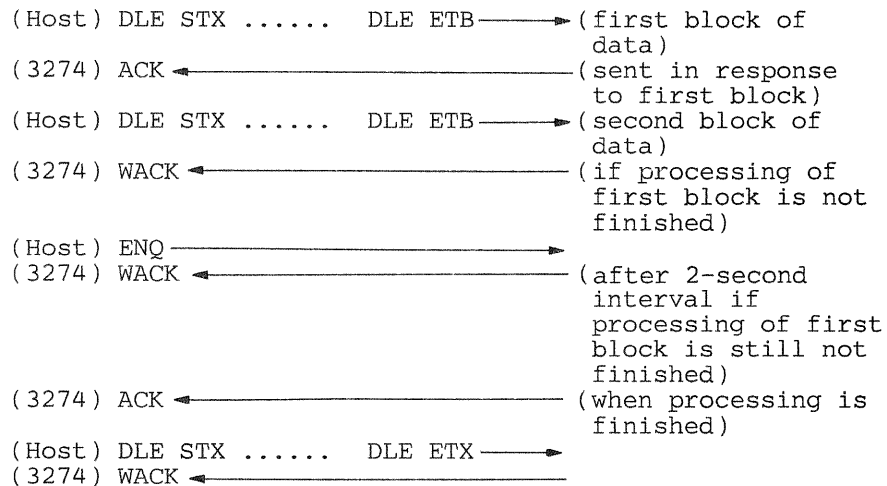 (Host) DLE STX ...... DLE ETB (first block of
data)
(3274) ACK (sent in response
to first block)
(Host) DLE STX ...... DLE ETB (second block of
data)
(3274) WACK (if processing of
first block is not
finished)
(Host) ENQ
(3274) WACK (after 2-second
interval if
processing of first
block is still not
finished)
(3274) ACK (when processing is
finished)
(Host) DLE STX ...... DLE ETX
(3274) WACK